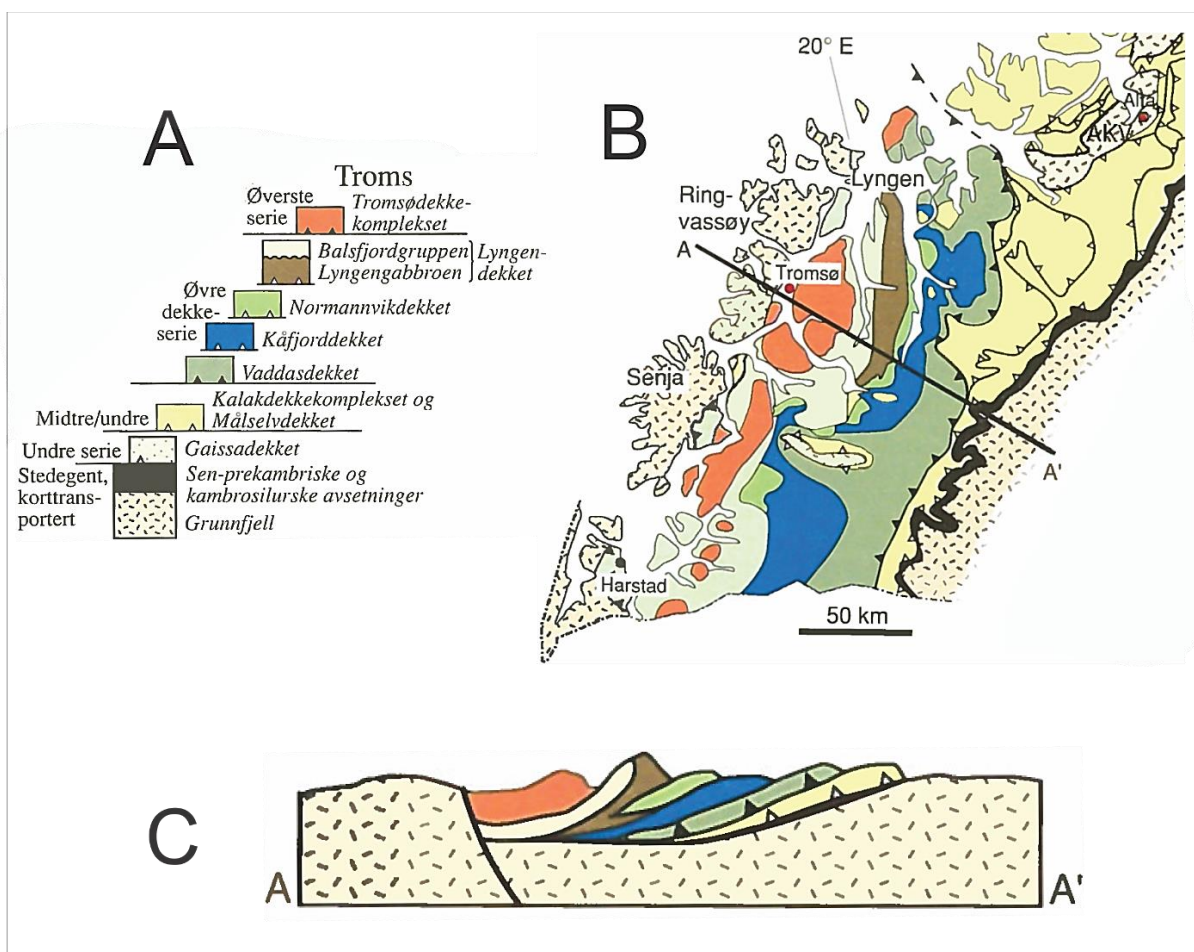 A
Troms
Øverste
serie
Tromsødekke-
komplekset
Balsfjordgruppen
Lyngengabbroen
Lyngen-
dekket
Øvre
dekke-
serie
Normannvikdekket
Kåfjorddekket
Vaddasdekket
Midtre/undre
Kalakdekkekomplekset og
Målselvdekket
Undre serie
Gaissadekket
Stedegent,
korttrans-
portert
Sen-prekambriske og
kambrosilurske avsetninger
Grunnfjell
B
20° E
Alta
AKV
Lyngen
Ring-
vassøy
A
Tromsø
Senja
A'
Harstad
50 km
C
A
A'